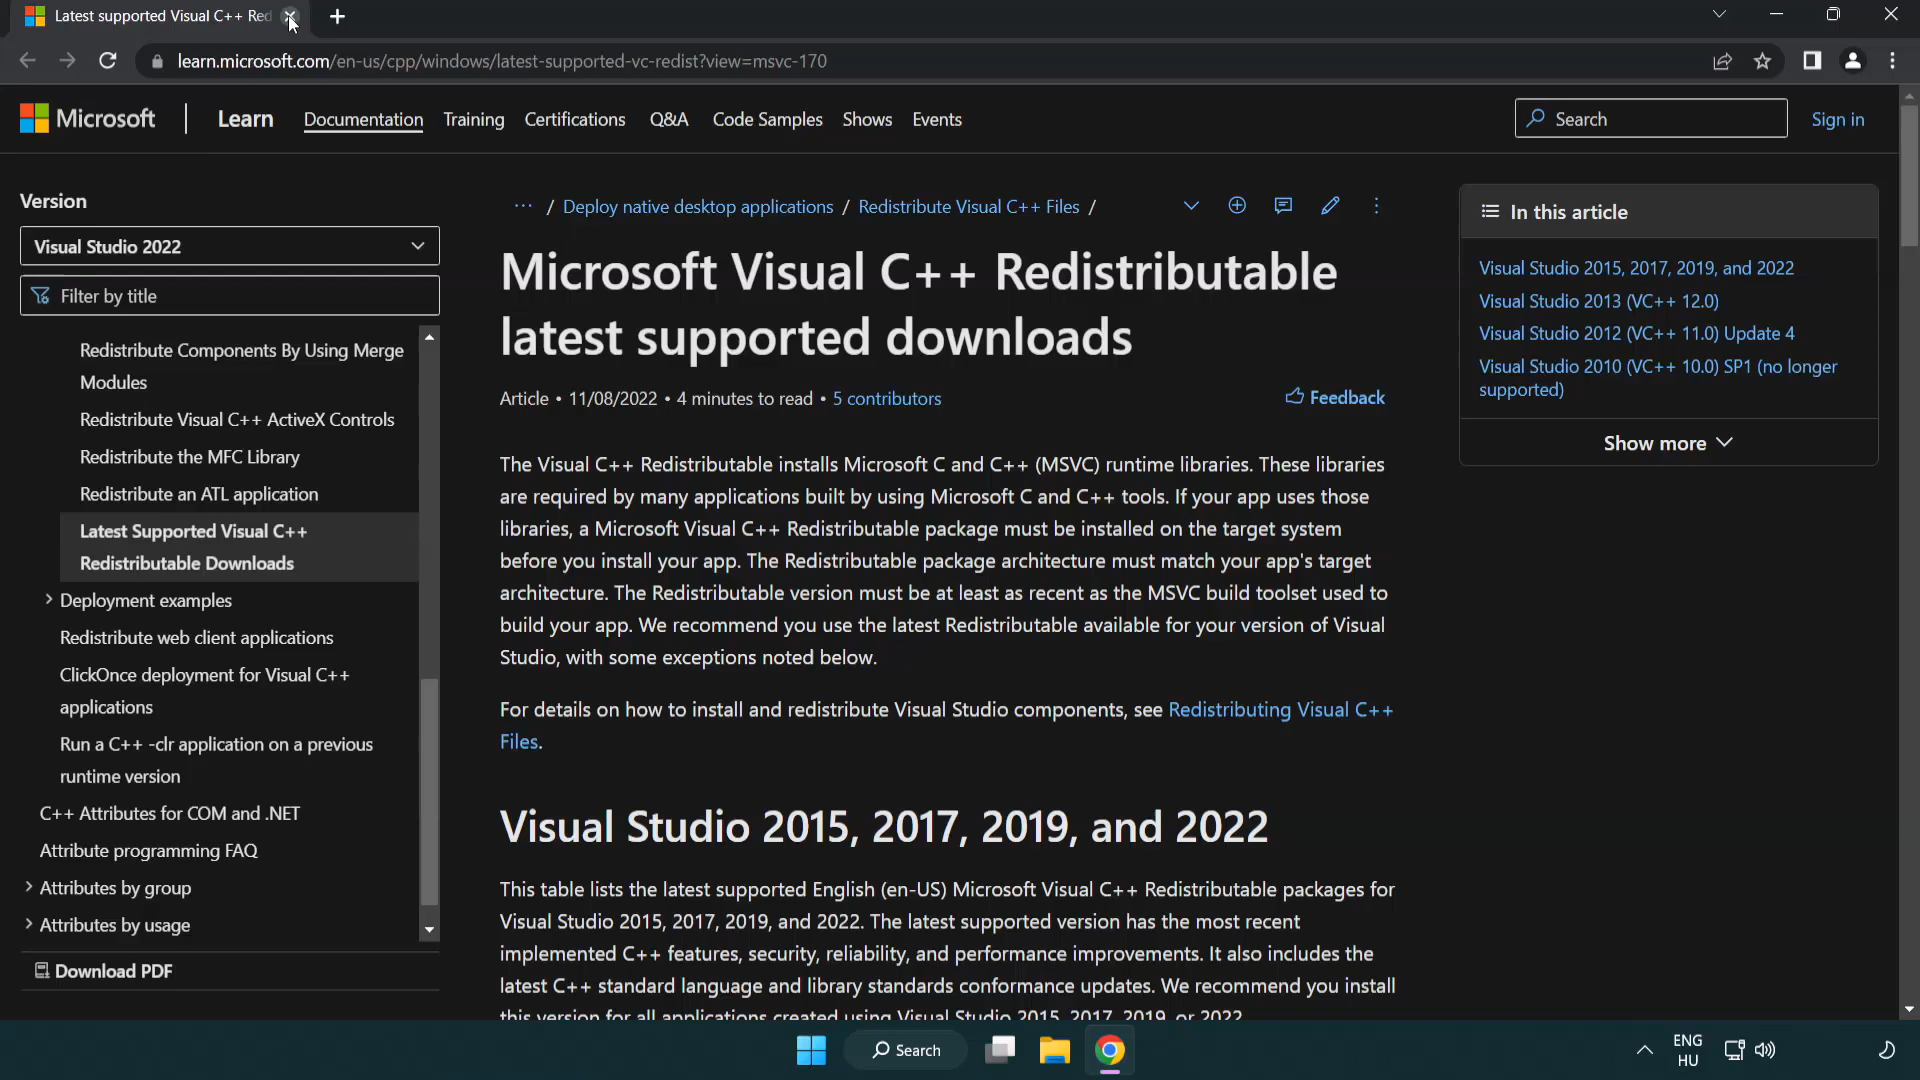 Latest supported Visual C++ Red
learn.microsoft.com/en-us/cpp/windows/latest-supported-vc-redist?view=msvc-170
Microsoft
Learn
Documentation
Training
Certifications
Q&A
Code Samples
Shows
Events
Search
Sign in
Version
Visual Studio 2022
Filter by title
Redistribute Components By Using Merge
Modules
Redistribute Visual C++ ActiveX Controls
Redistribute the MFC Library
Redistribute an ATL application
Latest Supported Visual C++
Redistributable Downloads
Deployment examples
Redistribute web client applications
ClickOnce deployment for Visual C++
applications
Run a C++ -clr application on a previous
runtime version
C++ Attributes for COM and .NET
Attribute programming FAQ
Attributes by group
Attributes by usage
Download PDF
... / Deploy native desktop applications / Redistribute Visual C++ Files /
Microsoft Visual C++ Redistributable
latest supported downloads
Article • 11/08/2022 • 4 minutes to read • 5 contributors
Feedback
The Visual C++ Redistributable installs Microsoft C and C++ (MSVC) runtime libraries. These libraries
are required by many applications built by using Microsoft C and C++ tools. If your app uses those
libraries, a Microsoft Visual C++ Redistributable package must be installed on the target system
before you install your app. The Redistributable package architecture must match your app's target
architecture. The Redistributable version must be at least as recent as the MSVC build toolset used to
build your app. We recommend you use the latest Redistributable available for your version of Visual
Studio, with some exceptions noted below.
For details on how to install and redistribute Visual Studio components, see Redistributing Visual C++
Files.
Visual Studio 2015, 2017, 2019, and 2022
This table lists the latest supported English (en-US) Microsoft Visual C++ Redistributable packages for
Visual Studio 2015, 2017, 2019, and 2022. The latest supported version has the most recent
implemented C++ features, security, reliability, and performance improvements. It also includes the
latest C++ standard language and library standards conformance updates. We recommend you install
this version for all applications created using Visual Studio 2015, 2017, 2019, or 2022.
In this article
Visual Studio 2015, 2017, 2019, and 2022
Visual Studio 2013 (VC++ 12.0)
Visual Studio 2012 (VC++ 11.0) Update 4
Visual Studio 2010 (VC++ 10.0) SP1 (no longer
supported)
Show more
Search
ENG
HU